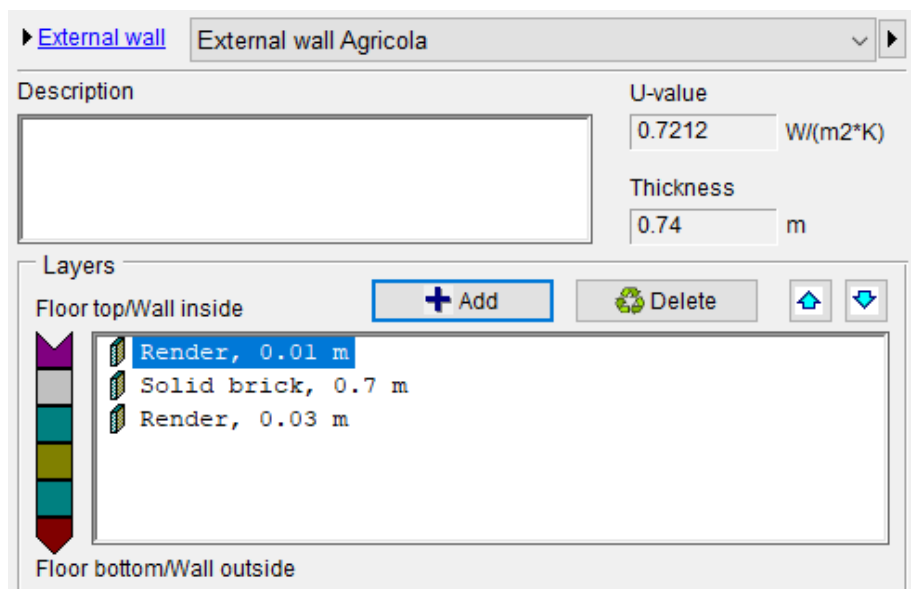 External wall External wall Agricola
Description
U-value
0.7212 W/(m2*K)
Thickness
0.74 m
Layers
Floor top/Wall inside
Add Delete
Render, 0.01 m
Solid brick, 0.7 m
Render, 0.03 m
Floor bottom/Wall outside